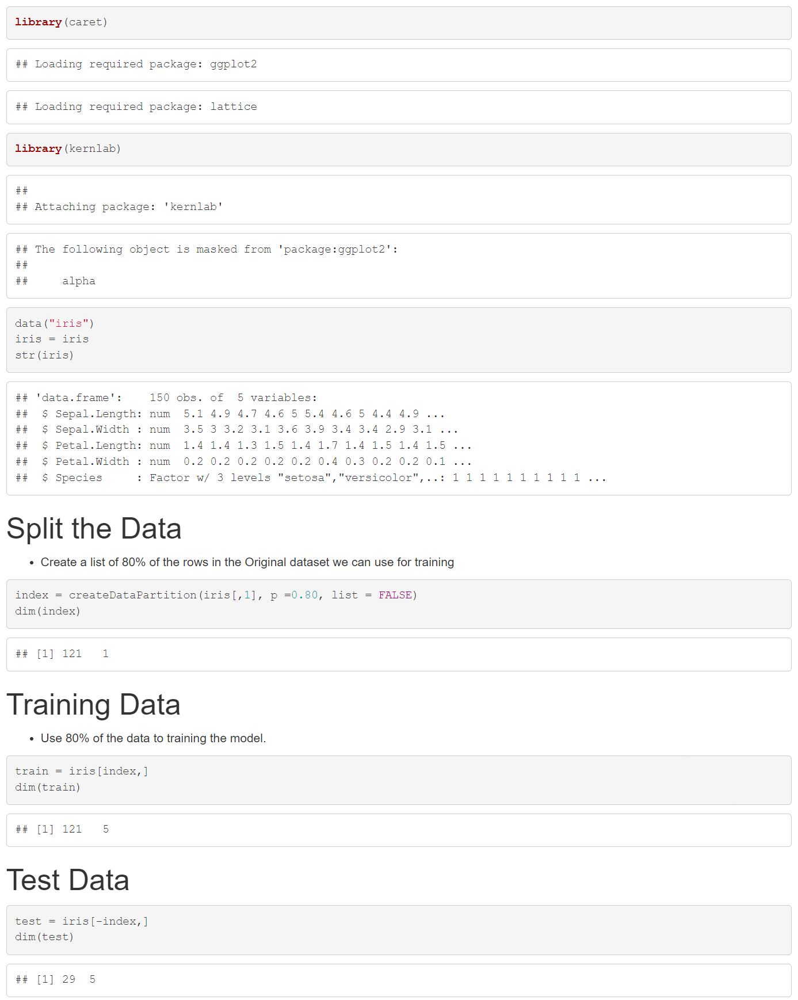 library(caret)
## Loading required package: ggplot2
## Loading required package: lattice
library(kernlab)
##
## Attaching package: 'kernlab'
## The following object is masked from 'package:ggplot2':
##
##     alpha
data("iris")
iris = iris
str(iris)
## 'data.frame':    150 obs. of  5 variables:
##  $ Sepal.Length: num  5.1 4.9 4.7 4.6 5 5.4 4.6 5 4.4 4.9 ...
##  $ Sepal.Width : num  3.5 3 3.2 3.1 3.6 3.9 3.4 3.4 2.9 3.1 ...
##  $ Petal.Length: num  1.4 1.4 1.3 1.5 1.4 1.7 1.4 1.5 1.4 1.5 ...
##  $ Petal.Width : num  0.2 0.2 0.2 0.2 0.2 0.4 0.3 0.2 0.2 0.1 ...
##  $ Species     : Factor w/ 3 levels "setosa","versicolor",..: 1 1 1 1 1 1 1 1 1 1 ...
Split the Data
• Create a list of 80% of the rows in the Original dataset we can use for training
index = createDataPartition(iris[,1], p =0.80, list = FALSE)
dim(index)
## [1] 121   1
Training Data
• Use 80% of the data to training the model.
train = iris[index,]
dim(train)
## [1] 121   5
Test Data
test = iris[-index,]
dim(test)
## [1] 29  5